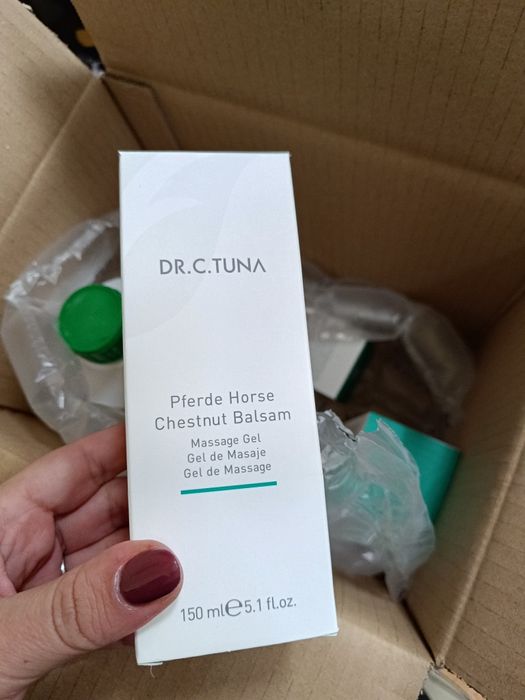 DR.C.TUNA
Pferde Horse
Chestnut Balsam
Massage Gel
Gel de Masaje
Gel de Massage
150 ml℮5.1 fl.oz.